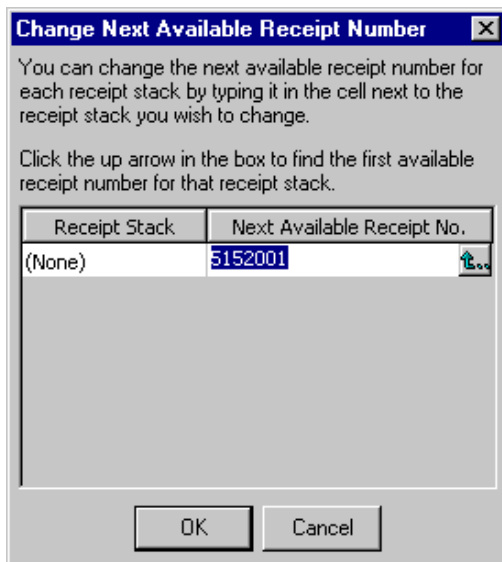 Change Next Available Receipt Number
You can change the next available receipt number for
each receipt stack by typing it in the cell next to the
receipt stack you wish to change.
Click the up arrow in the box to find the first available
receipt number for that receipt stack.
Receipt Stack Next Available Receipt No.
(None) 5152001
OK Cancel